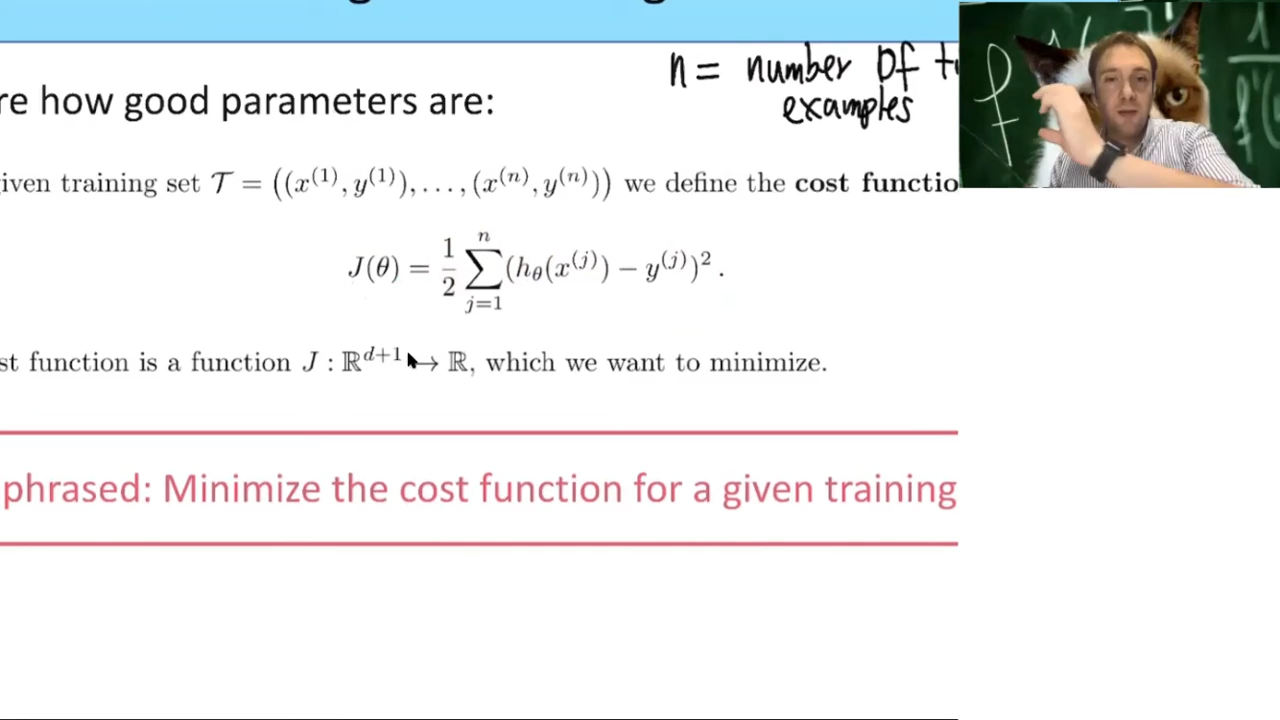 n = number of
examples
re how good parameters are:
iven training set 𝒯 = ((x⁽¹⁾, y⁽¹⁾), . . . , (x⁽ⁿ⁾, y⁽ⁿ⁾)) we define the cost functio
J(θ) = 1/2 ∑_{j=1}^{n} (h_θ(x⁽ʲ⁾) − y⁽ʲ⁾)² .
st function is a function J : ℝ^{d+1} ↦ ℝ, which we want to minimize.
phrased: Minimize the cost function for a given training